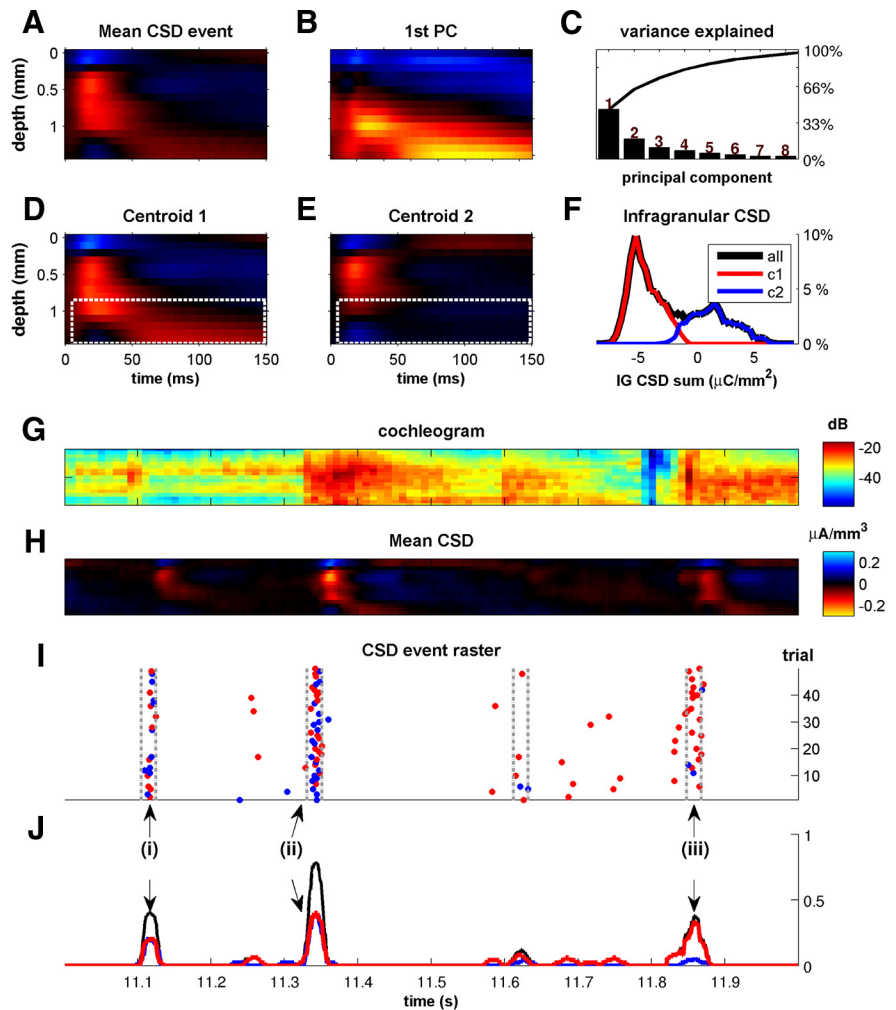 A
Mean CSD event
depth (mm)
0
0.5
1
0 50 100 150
B
1st PC
C
variance explained
100%
66%
33%
0%
1 2 3 4 5 6 7 8
principal component
D
Centroid 1
depth (mm)
0
0.5
1
0 50 100 150
time (ms)
E
Centroid 2
0 50 100 150
time (ms)
F
Infragranular CSD
all
c1
c2
10%
5 %
0 %
-5 0 5
IG CSD sum (μC/mm²)
G
cochleogram
dB
-20
-40
H
Mean CSD
μA/mm³
0.2
0
-0.2
I
CSD event raster
trial
40
30
20
10
J
(i)
(ii)
(iii)
1
0.5
0
11.1 11.2 11.3 11.4 11.5 11.6 11.7 11.8 11.9
time (s)